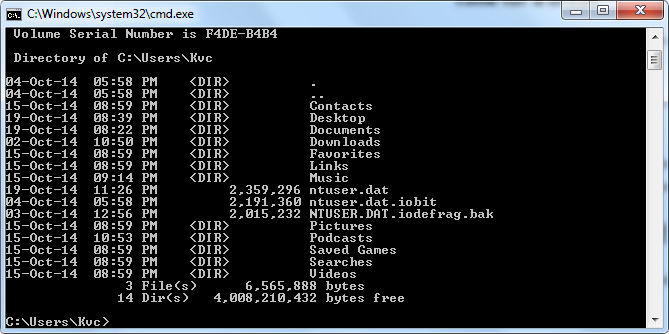 C:\Windows\system32\cmd.exe
Volume Serial Number is F4DE-B4B4
Directory of C:\Users\Kvc
04-Oct-14 05:58 PM <DIR> .
04-Oct-14 05:58 PM <DIR> ..
15-Oct-14 08:59 PM <DIR> Contacts
19-Oct-14 08:39 PM <DIR> Desktop
19-Oct-14 08:22 PM <DIR> Documents
02-Oct-14 10:50 PM <DIR> Downloads
15-Oct-14 08:59 PM <DIR> Favorites
15-Oct-14 08:59 PM <DIR> Links
15-Oct-14 09:14 PM <DIR> Music
19-Oct-14 11:26 PM 2,359,296 ntuser.dat
04-Oct-14 05:58 PM 2,191,360 ntuser.dat.iobit
03-Oct-14 12:56 PM 2,015,232 NTUSER.DAT.iodefrag.bak
15-Oct-14 08:59 PM <DIR> Pictures
15-Oct-14 10:53 PM <DIR> Podcasts
15-Oct-14 08:59 PM <DIR> Saved Games
15-Oct-14 08:59 PM <DIR> Searches
15-Oct-14 08:59 PM <DIR> Videos
3 File(s) 6,565,888 bytes
14 Dir(s) 4,008,210,432 bytes free
C:\Users\Kvc>